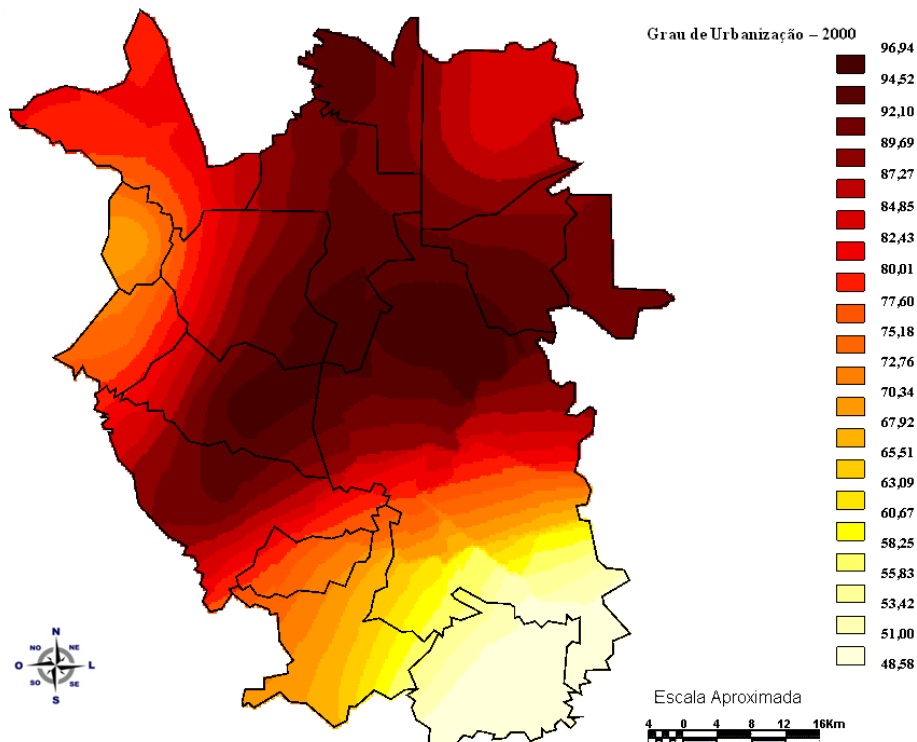 Grau de Urbanização – 2000
96,94
94,52
92,10
89,69
87,27
84,85
82,43
80,01
77,60
75,18
72,76
70,34
67,92
65,51
63,09
60,67
58,25
55,83
53,42
51,00
48,58
N
NO NE
O L
SO SE
S
Escala Aproximada
4 0 4 8 12 16Km